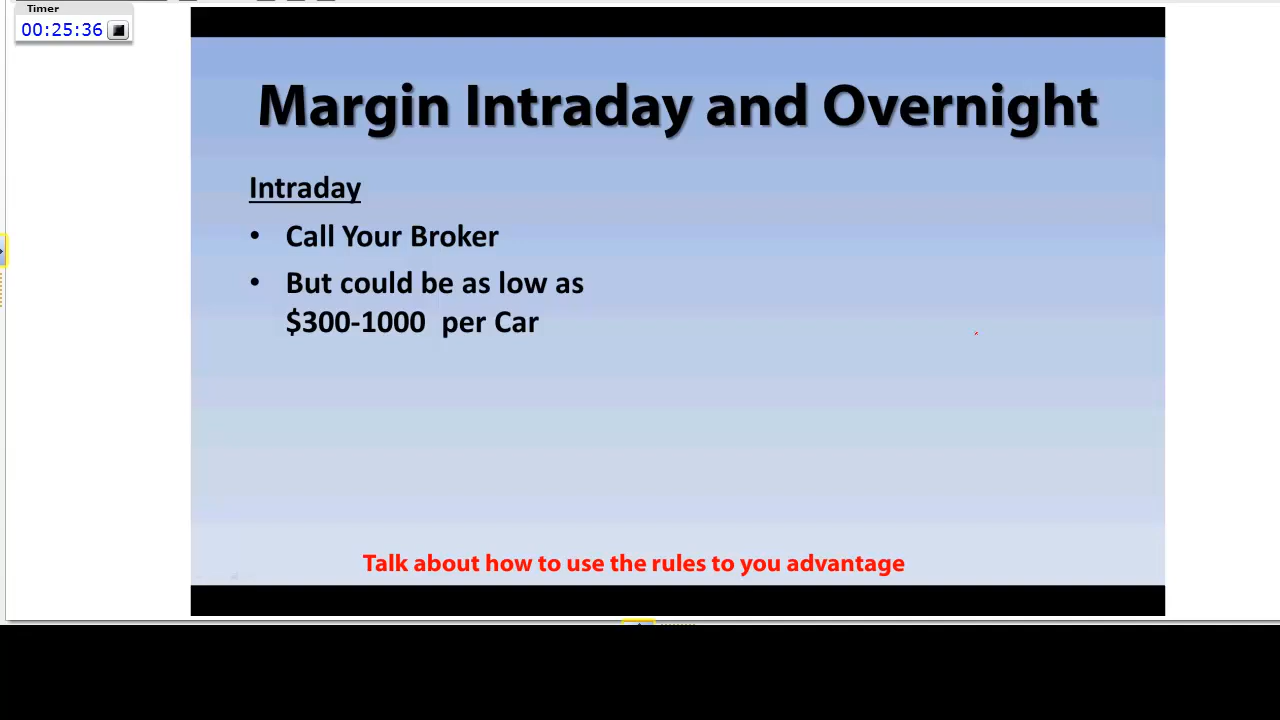 Timer
00:25:36
Margin Intraday and Overnight
Intraday
• Call Your Broker
• But could be as low as
$300-1000 per Car
Talk about how to use the rules to you advantage